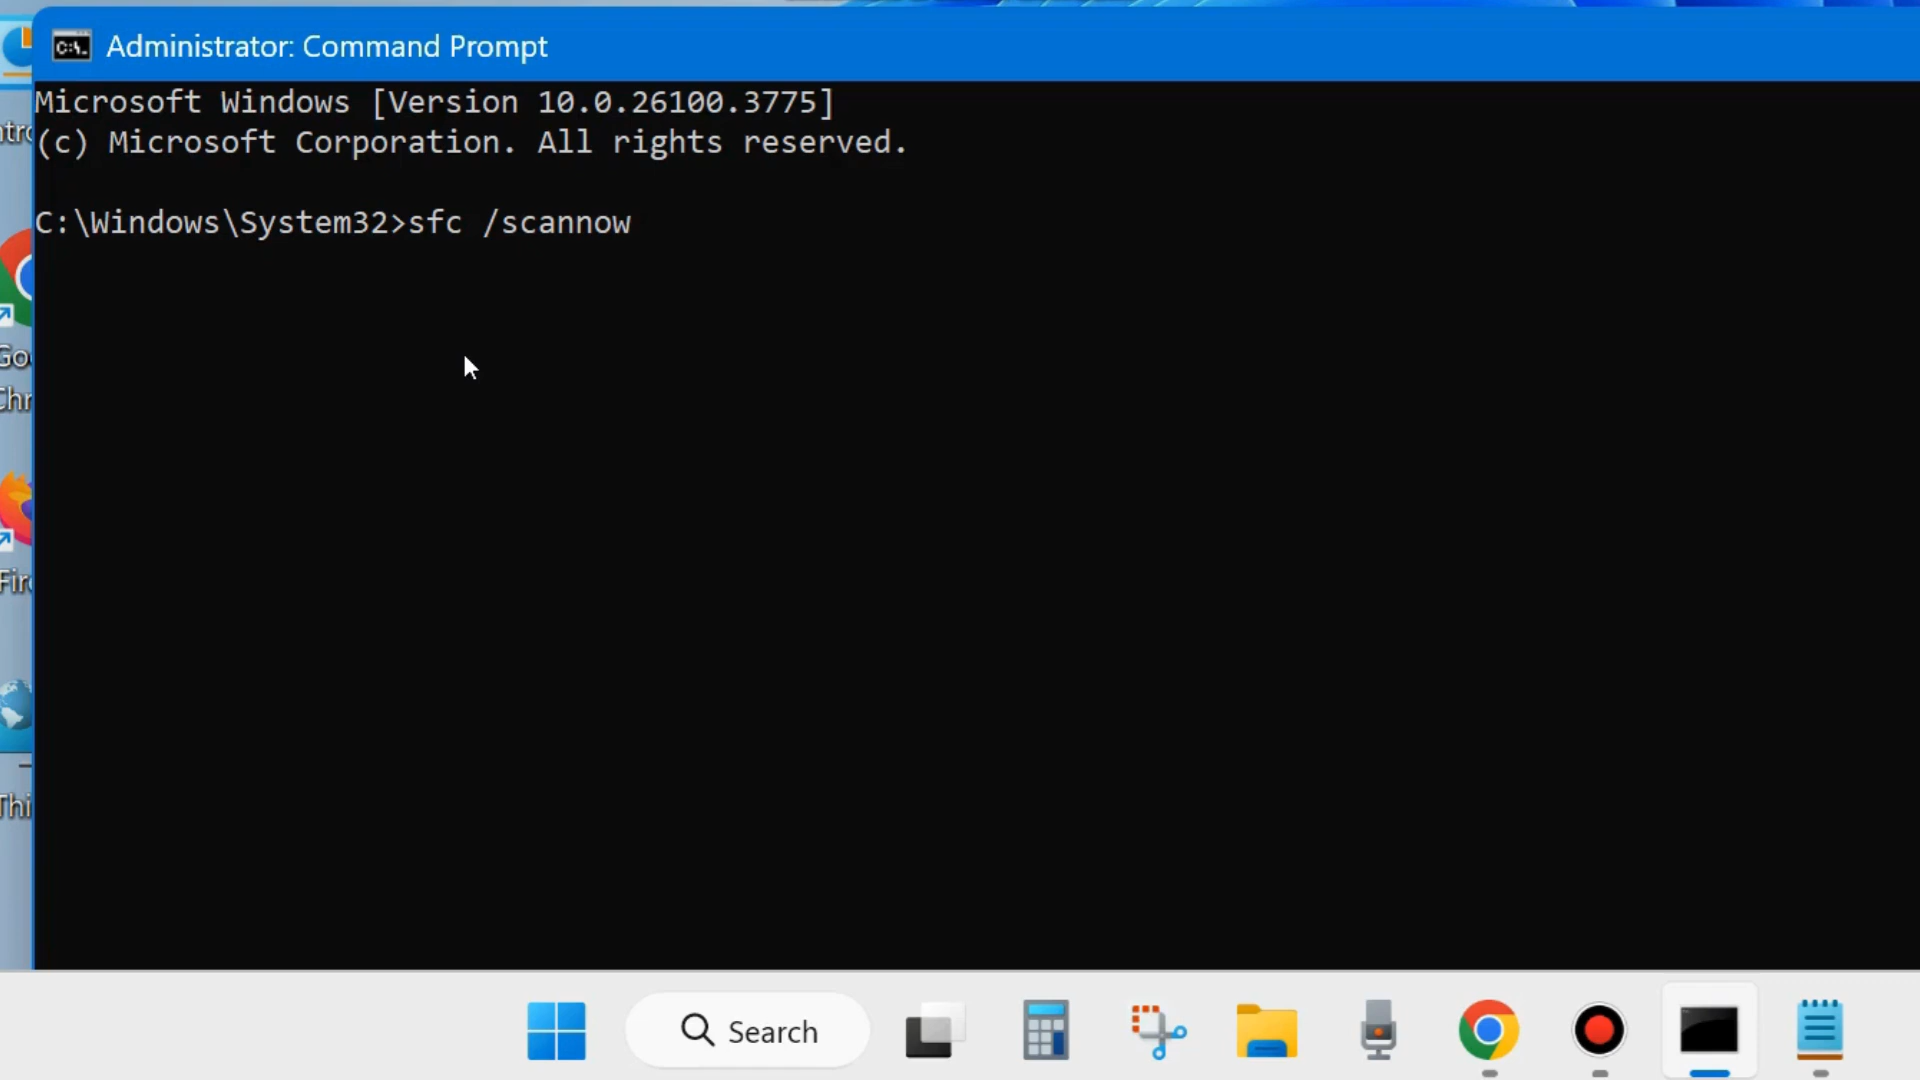 Administrator: Command Prompt
Microsoft Windows [Version 10.0.26100.3775]
(c) Microsoft Corporation. All rights reserved.
C:\Windows\System32>sfc /scannow
Search